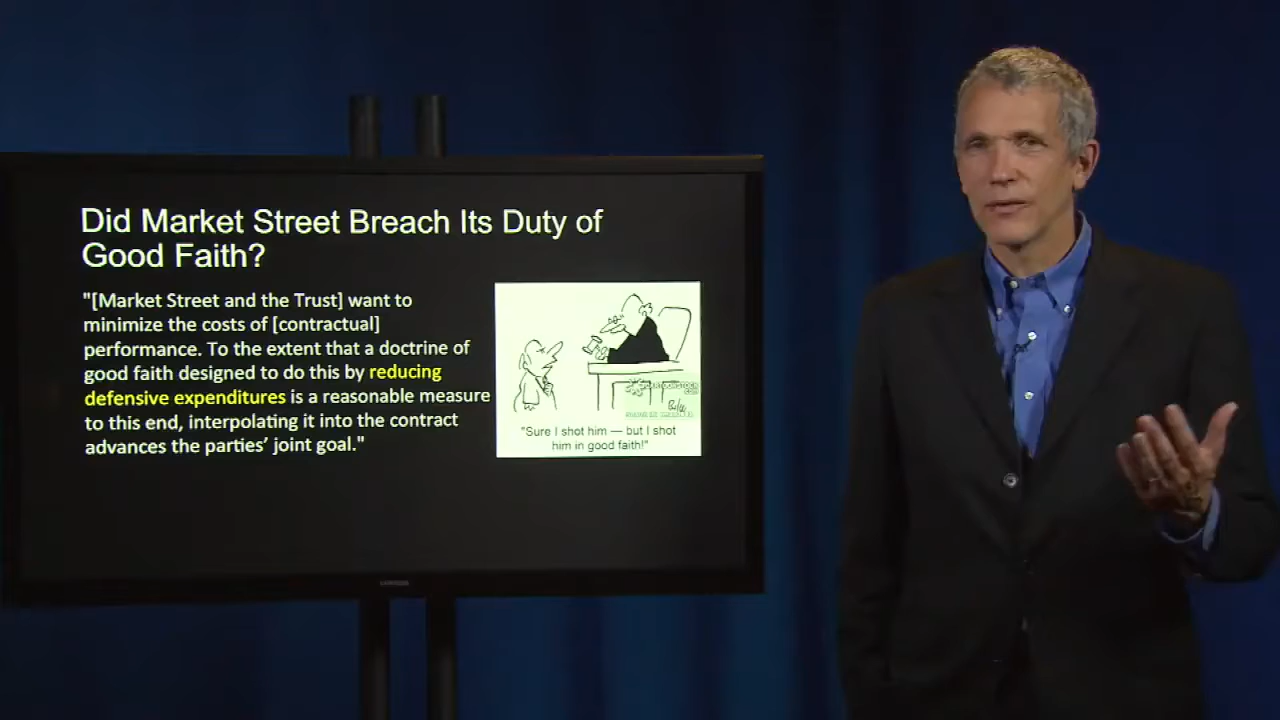 Did Market Street Breach Its Duty of
Good Faith?
"[Market Street and the Trust] want to
minimize the costs of [contractual]
performance. To the extent that a doctrine of
good faith designed to do this by reducing
defensive expenditures is a reasonable measure
to this end, interpolating it into the contract
advances the parties’ joint goal."
"Sure I shot him — but I shot
him in good faith!"